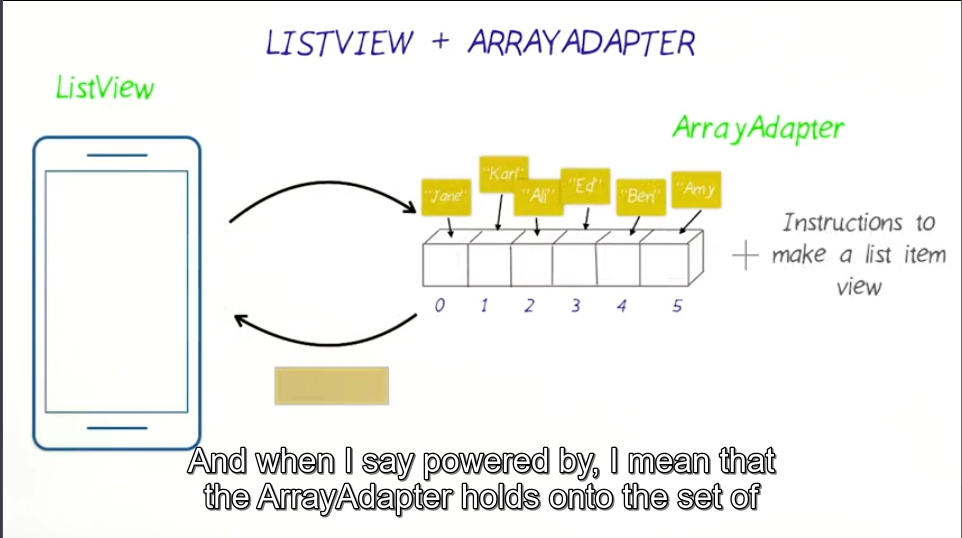 LISTVIEW + ARRAYADAPTER
ListView
ArrayAdapter
"Jane"
"Karl"
"Ali"
"Ed"
"Ben"
"Amy
+
Instructions to
make a list item
view
0 1 2 3 4 5
And when I say powered by, I mean that
the ArrayAdapter holds onto the set of